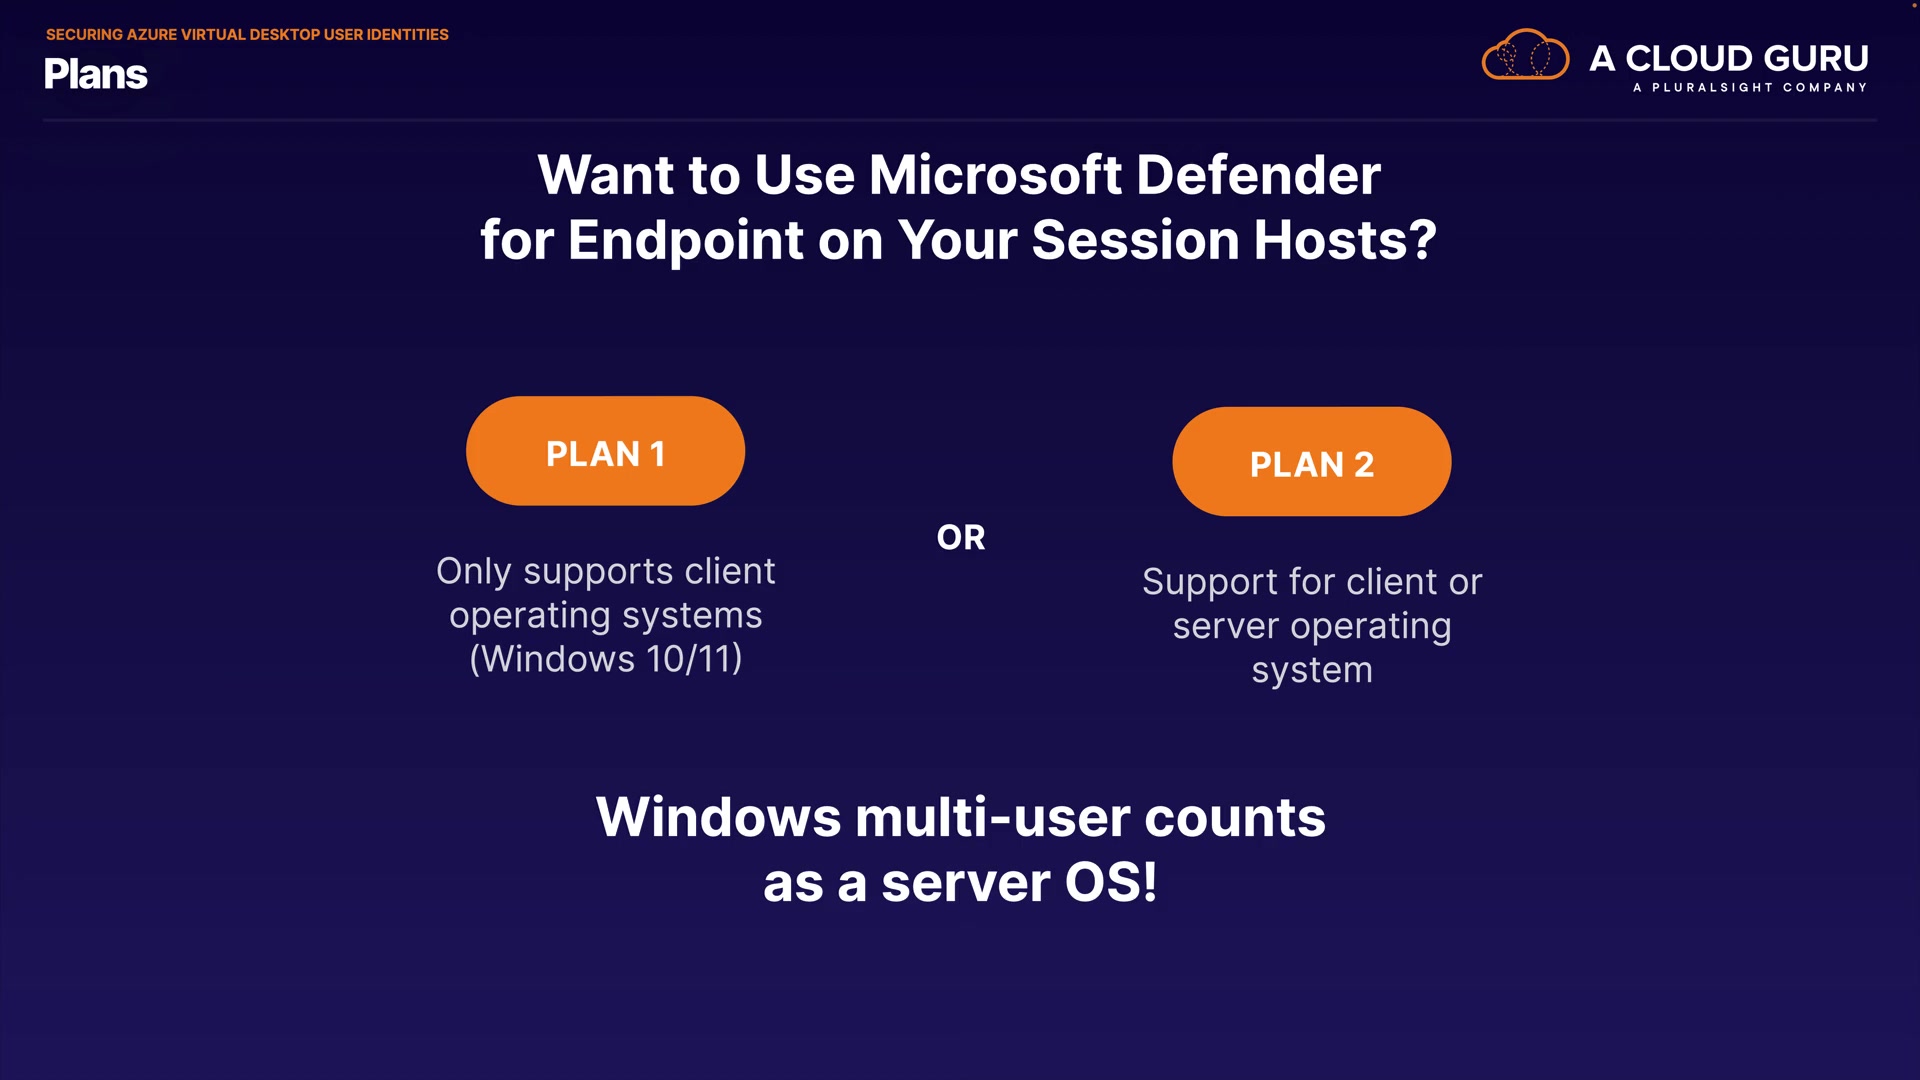 SECURING AZURE VIRTUAL DESKTOP USER IDENTITIES
Plans
A CLOUD GURU
A PLURALSIGHT COMPANY
Want to Use Microsoft Defender
for Endpoint on Your Session Hosts?
PLAN 1
Only supports client
operating systems
(Windows 10/11)
OR
PLAN 2
Support for client or
server operating
system
Windows multi-user counts
as a server OS!